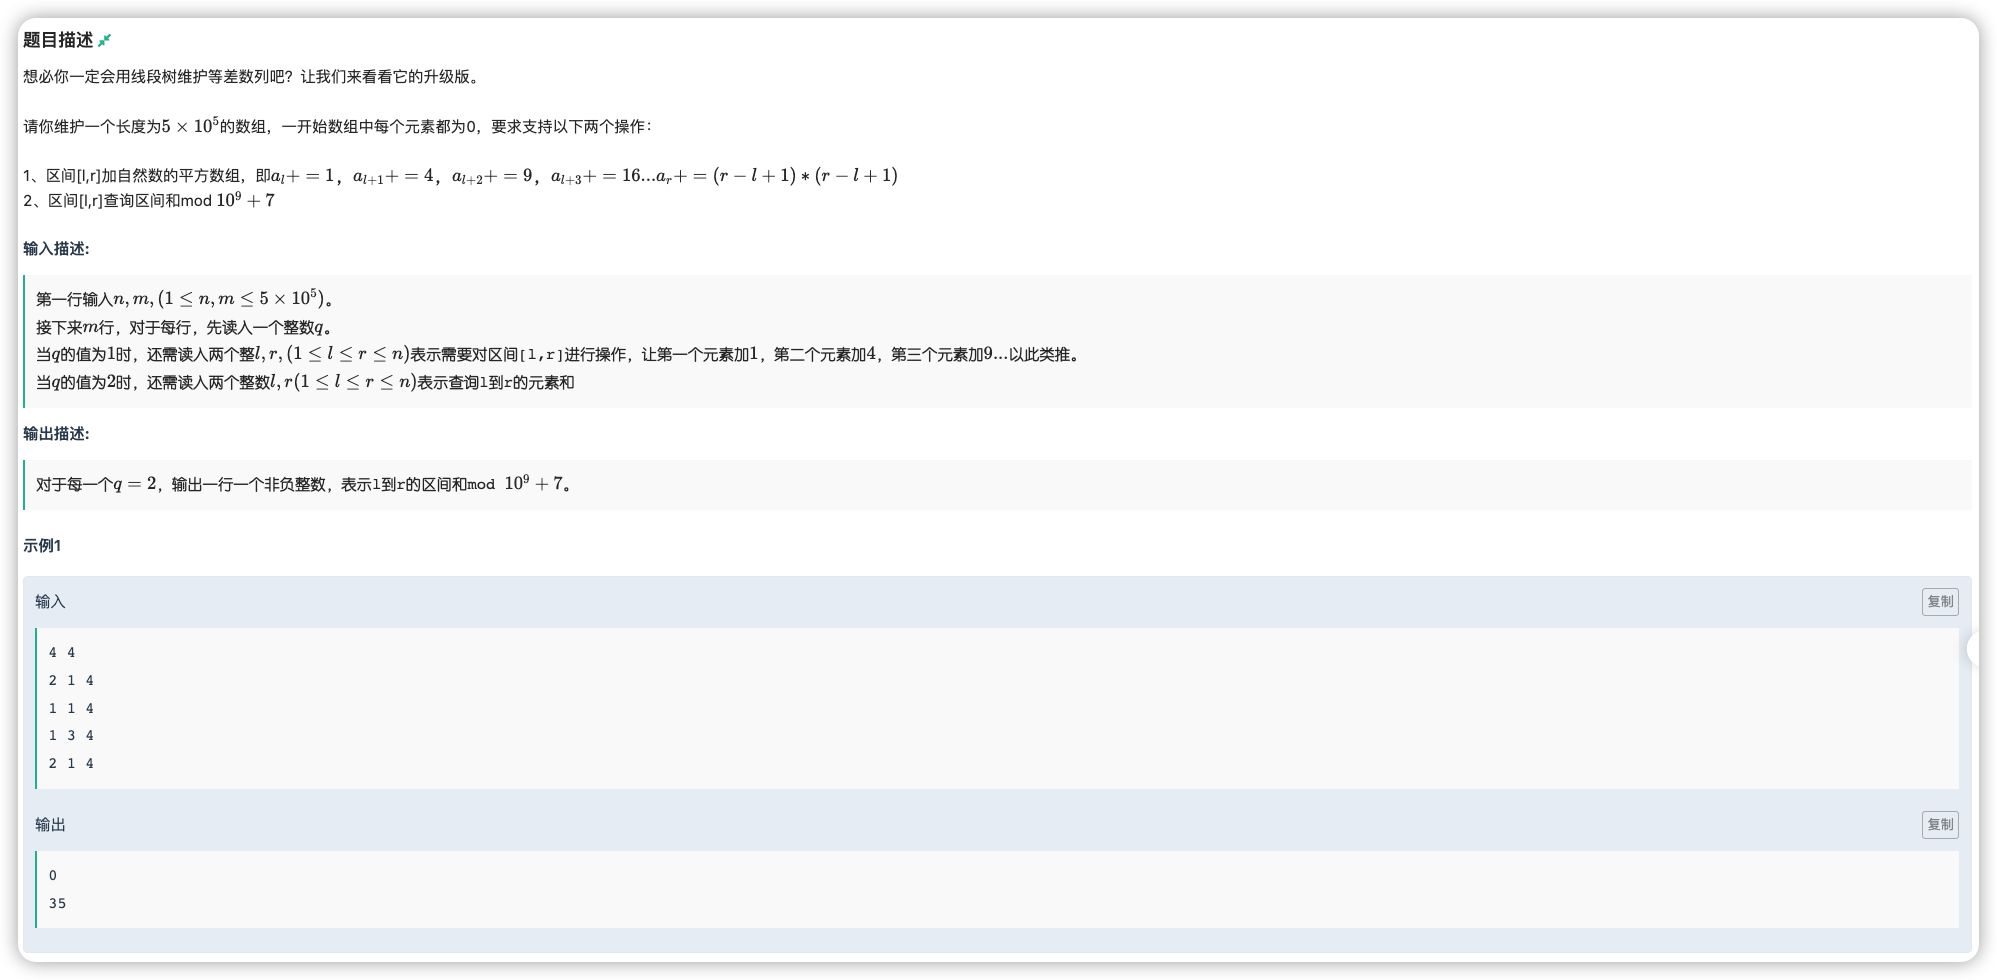 题目描述
想必你一定会用线段树维护等差数列吧？让我们来看看它的升级版。
请你维护一个长度为5 × 10^5的数组，一开始数组中每个元素都为0，要求支持以下两个操作：
1、区间[l,r]加自然数的平方数组，即a_l+ = 1，a_{l+1}+ = 4，a_{l+2}+ = 9，a_{l+3}+ = 16...a_r+ = (r − l + 1) ∗ (r − l + 1)
2、区间[l,r]查询区间和mod 10^9 + 7
输入描述:
第一行输入n, m, (1 ≤ n, m ≤ 5 × 10^5)。
接下来m行，对于每行，先读入一个整数q。
当q的值为1时，还需读入两个整l, r, (1 ≤ l ≤ r ≤ n)表示需要对区间[l,r]进行操作，让第一个元素加1，第二个元素加4，第三个元素加9...以此类推。
当q的值为2时，还需读入两个整数l, r(1 ≤ l ≤ r ≤ n)表示查询l到r的元素和
输出描述:
对于每一个q = 2，输出一行一个非负整数，表示l到r的区间和mod 10^9 + 7。
示例1
输入
复制
4 4
2 1 4
1 1 4
1 3 4
2 1 4
输出
复制
0
35